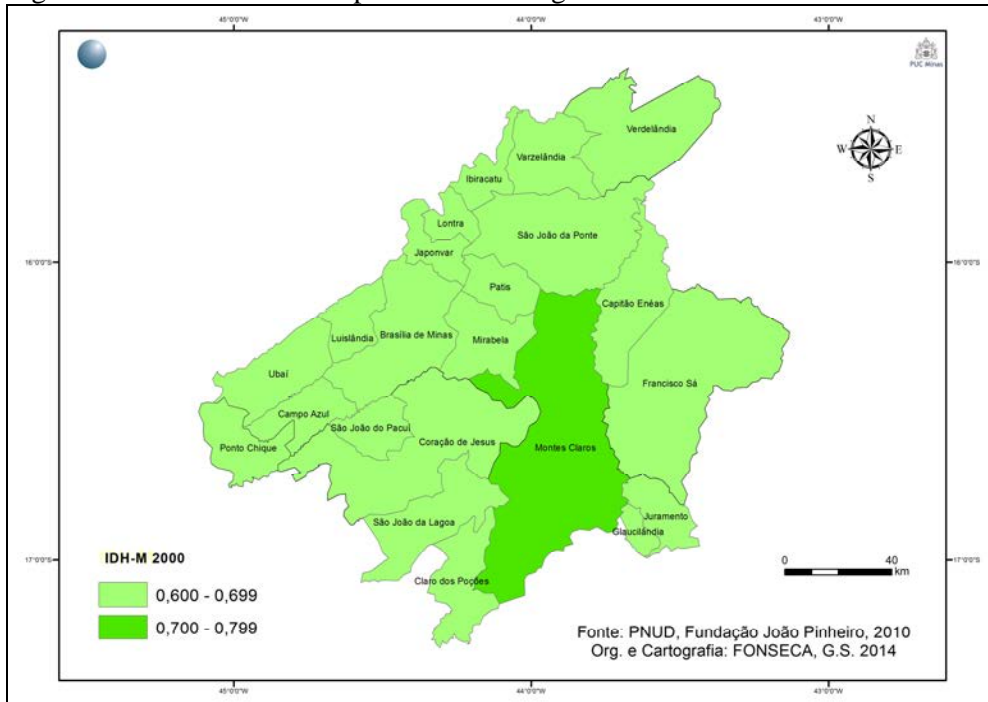 45°0'0"W 44°0'0"W 43°0'0"W
PUC Minas
N
W E
S
Verdelândia
Varzelândia
Ibiracatu
Lontra
São João da Ponte
Japonvar
16°0'0"S 16°0'0"S
Patis
Capitão Enéas
Luislândia
Brasília de Minas
Mirabela
Ubaí
Francisco Sá
Campo Azul
São João do Pacuí
Ponto Chique
Coração de Jesus
Montes Claros
São João da Lagoa
Juramento
Glaucilândia
17°0'0"S 17°0'0"S
Claro dos Poções
IDH-M 2000
0,600 - 0,699
0,700 - 0,799
0 40
km
Fonte: PNUD, Fundação João Pinheiro, 2010
Org. e Cartografia: FONSECA, G.S. 2014
45°0'0"W 44°0'0"W 43°0'0"W